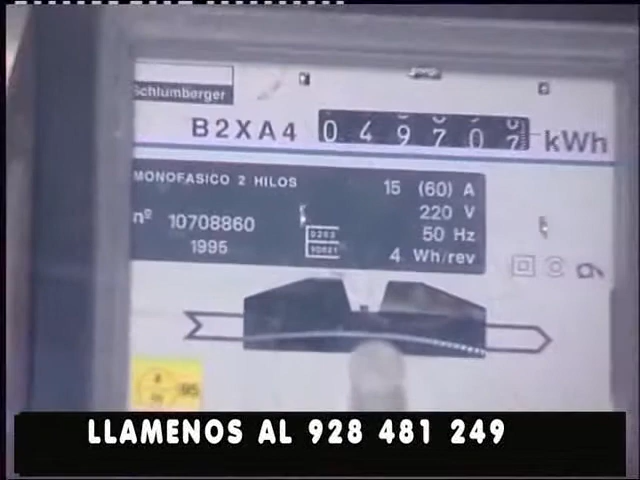 Schlumberger
B2XA4 049707 kWh
MONOFASICO 2 HILOS 15 (60) A
220 V
nº 10708860 50 Hz
1995 4 Wh/rev
LLAMENOS AL 928 481 249